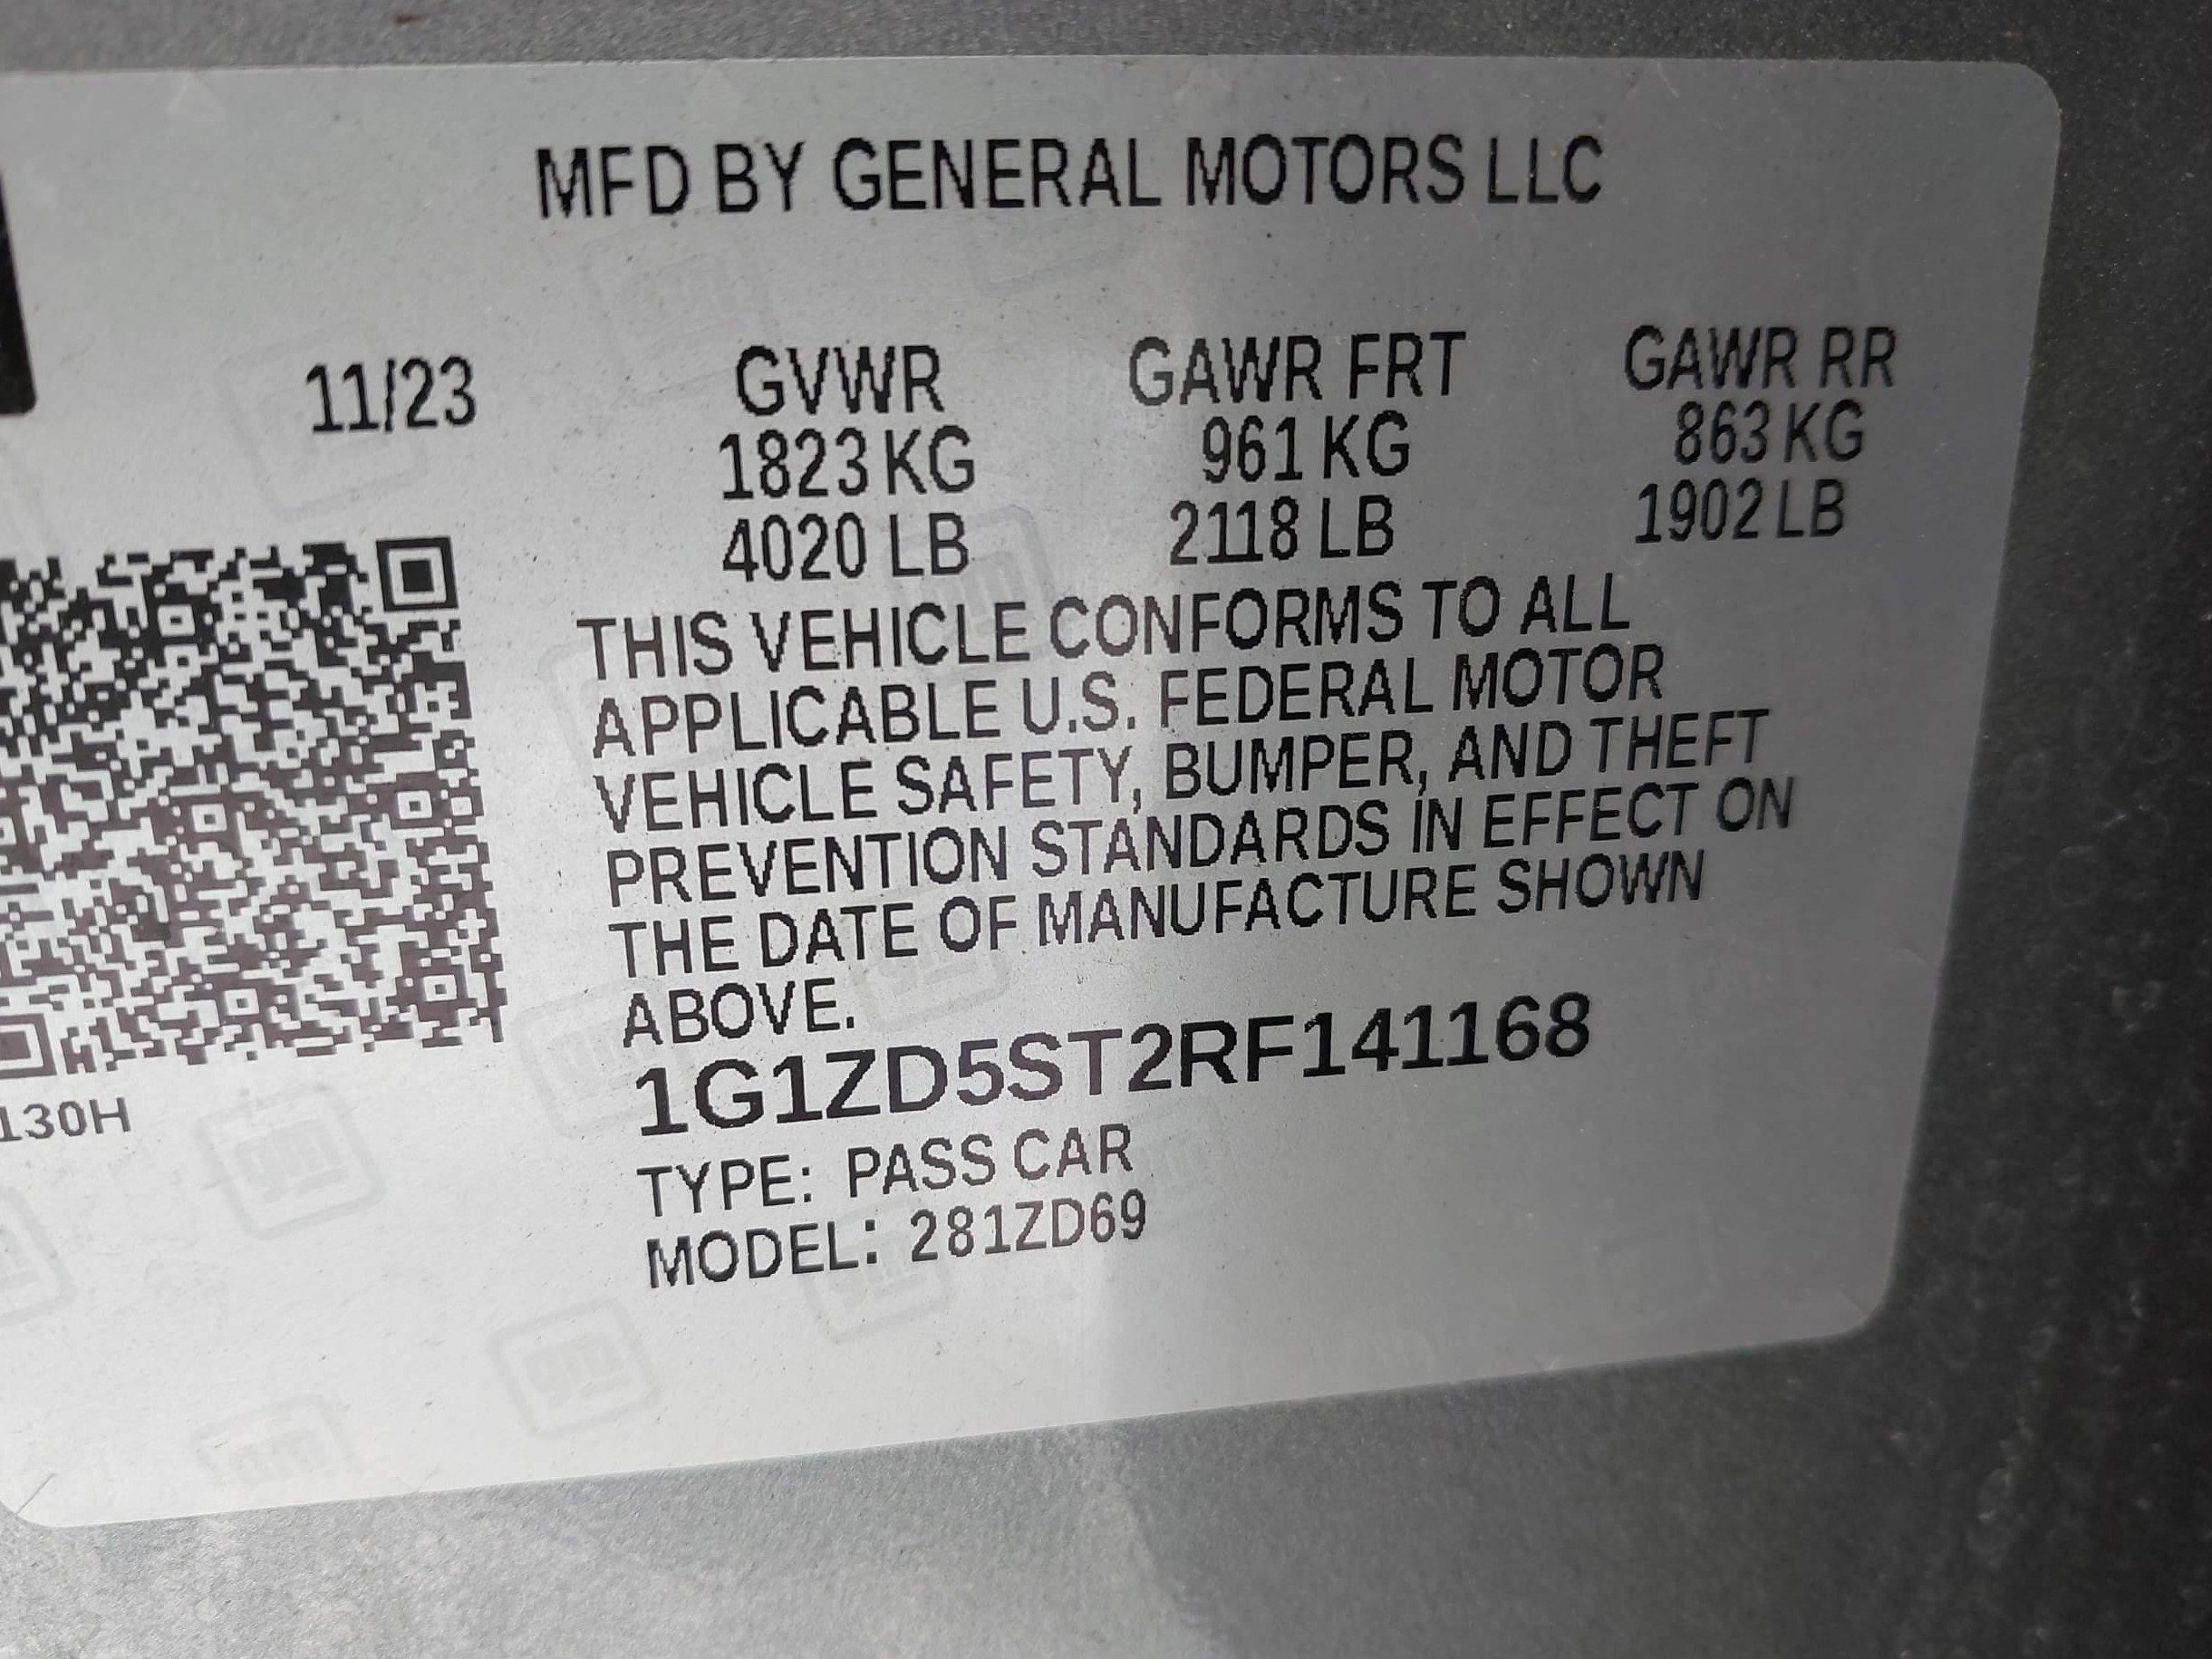 MFD BY GENERAL MOTORS LLC
11/23 GVWR GAWR FRT GAWR RR
1823 KG 961 KG 863 KG
4020 LB 2118 LB 1902 LB
THIS VEHICLE CONFORMS TO ALL
APPLICABLE U.S. FEDERAL MOTOR
VEHICLE SAFETY, BUMPER, AND THEFT
PREVENTION STANDARDS IN EFFECT ON
THE DATE OF MANUFACTURE SHOWN
ABOVE.
1G1ZD5ST2RF141168
130H
TYPE: PASS CAR
MODEL: 281ZD69
gm
gm